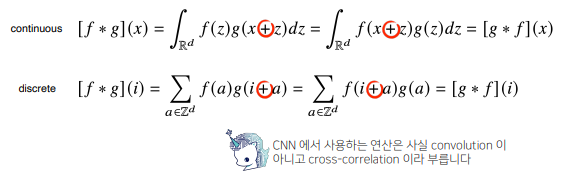 continuous [f ∗ g](x) = ∫_{ℝ^d} f(z)g(x+z)dz = ∫_{ℝ^d} f(x+z)g(z)dz = [g ∗ f](x)
discrete [f ∗ g](i) = ∑_{a∈ℤ^d} f(a)g(i+a) = ∑_{a∈ℤ^d} f(i+a)g(a) = [g ∗ f](i)
CNN 에서 사용하는 연산은 사실 convolution 이
아니고 cross-correlation 이라 부릅니다